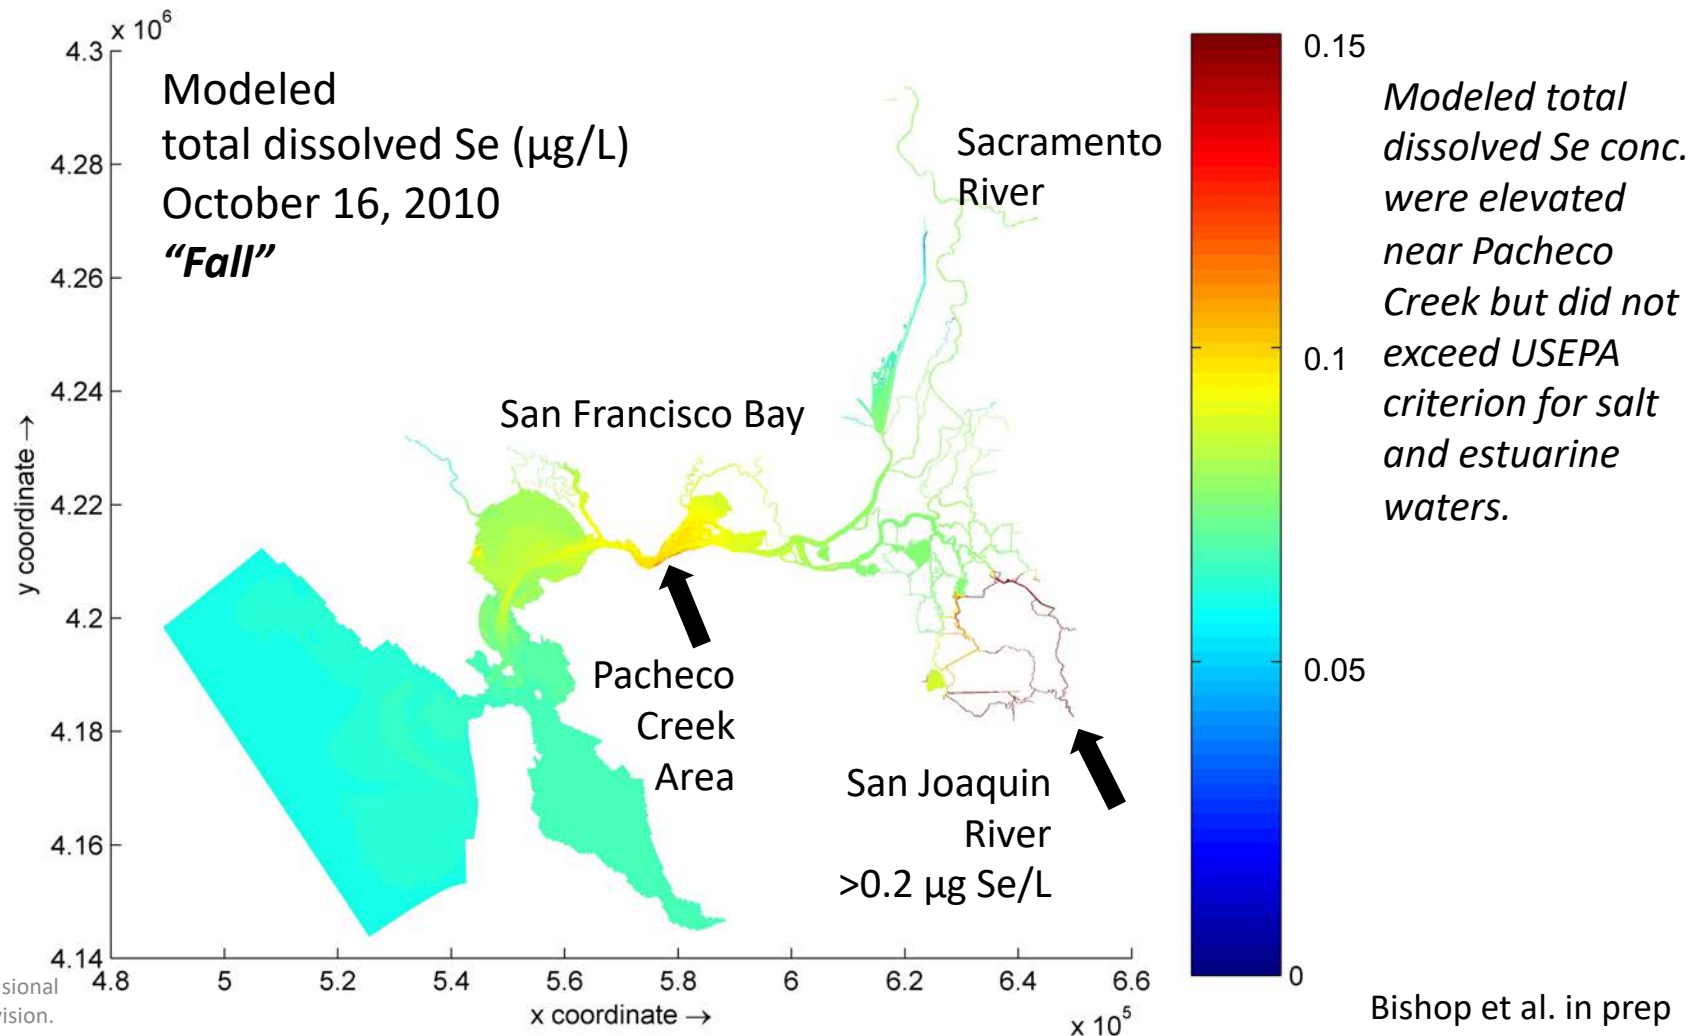 x 10⁶
4.3
4.28
4.26
4.24
4.22
4.2
4.18
4.16
4.14
y coordinate →
Modeled
total dissolved Se (µg/L)
October 16, 2010
“Fall”
Sacramento
River
San Francisco Bay
Pacheco
Creek
Area
San Joaquin
River
>0.2 µg Se/L
4.8
5
5.2
5.4
5.6
5.8
6
6.2
6.4
6.6
x coordinate →
x 10⁵
0.15
0.1
0.05
0
Modeled total
dissolved Se conc.
were elevated
near Pacheco
Creek but did not
exceed USEPA
criterion for salt
and estuarine
waters.
Bishop et al. in prep